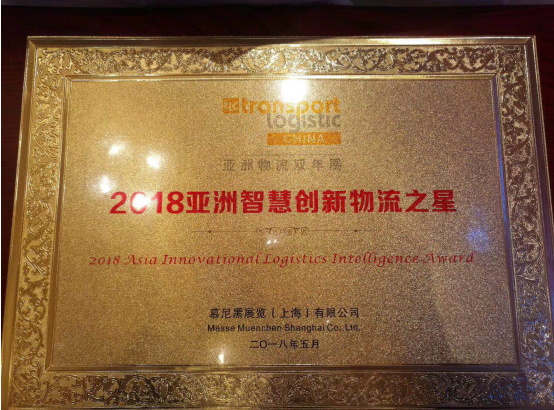 transport
logistic
CHINA
亚洲物流双年展
2018亚洲智慧创新物流之星
2018 Asia Innovational Logistics Intelligence Award
慕尼黑展览(上海)有限公司
Messe Muenchen Shanghai Co., Ltd.
二〇一八年五月